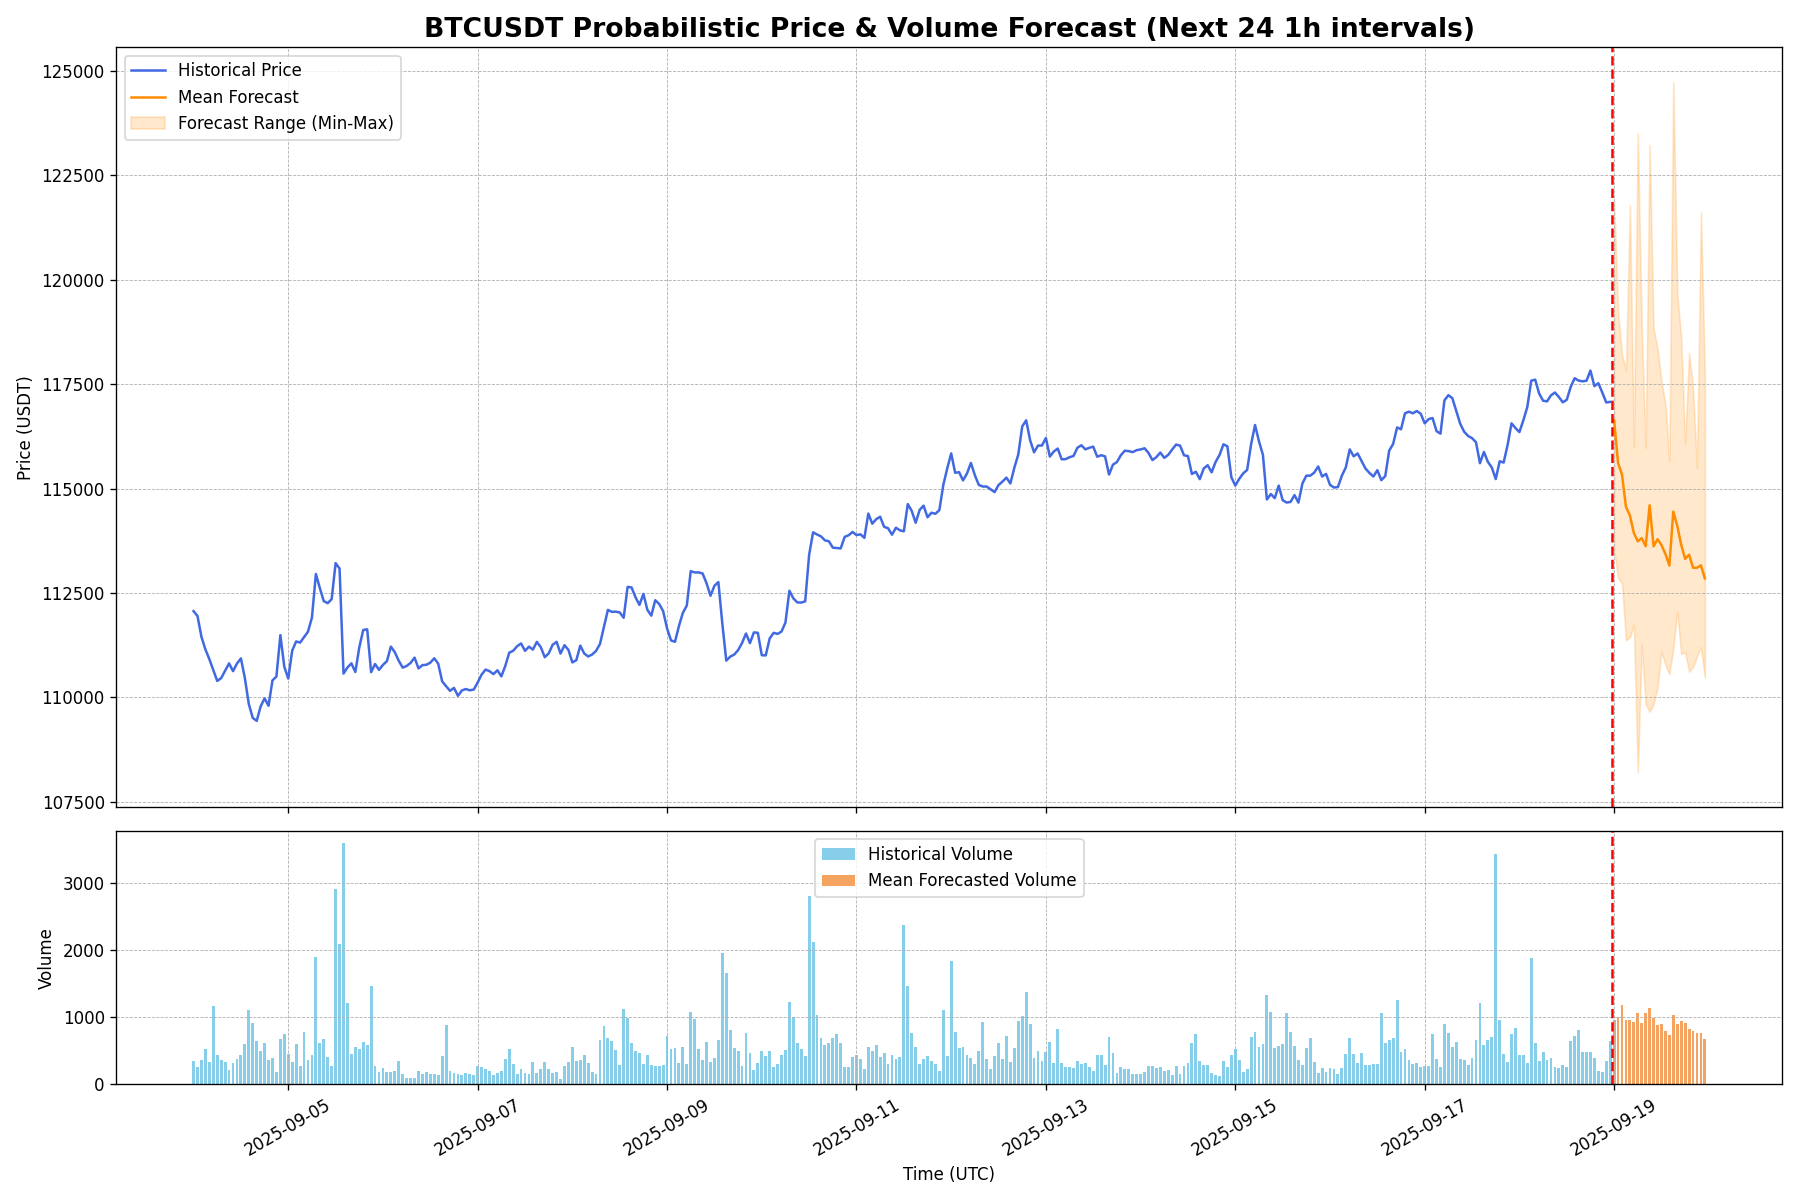 BTCUSDT Probabilistic Price & Volume Forecast (Next 24 1h intervals)
Historical Price
Mean Forecast
Forecast Range (Min-Max)
Price (USDT)
125000
122500
120000
117500
115000
112500
110000
107500
Historical Volume
Mean Forecasted Volume
Volume
3000
2000
1000
0
2025-09-05
2025-09-07
2025-09-09
2025-09-11
2025-09-13
2025-09-15
2025-09-17
2025-09-19
Time (UTC)